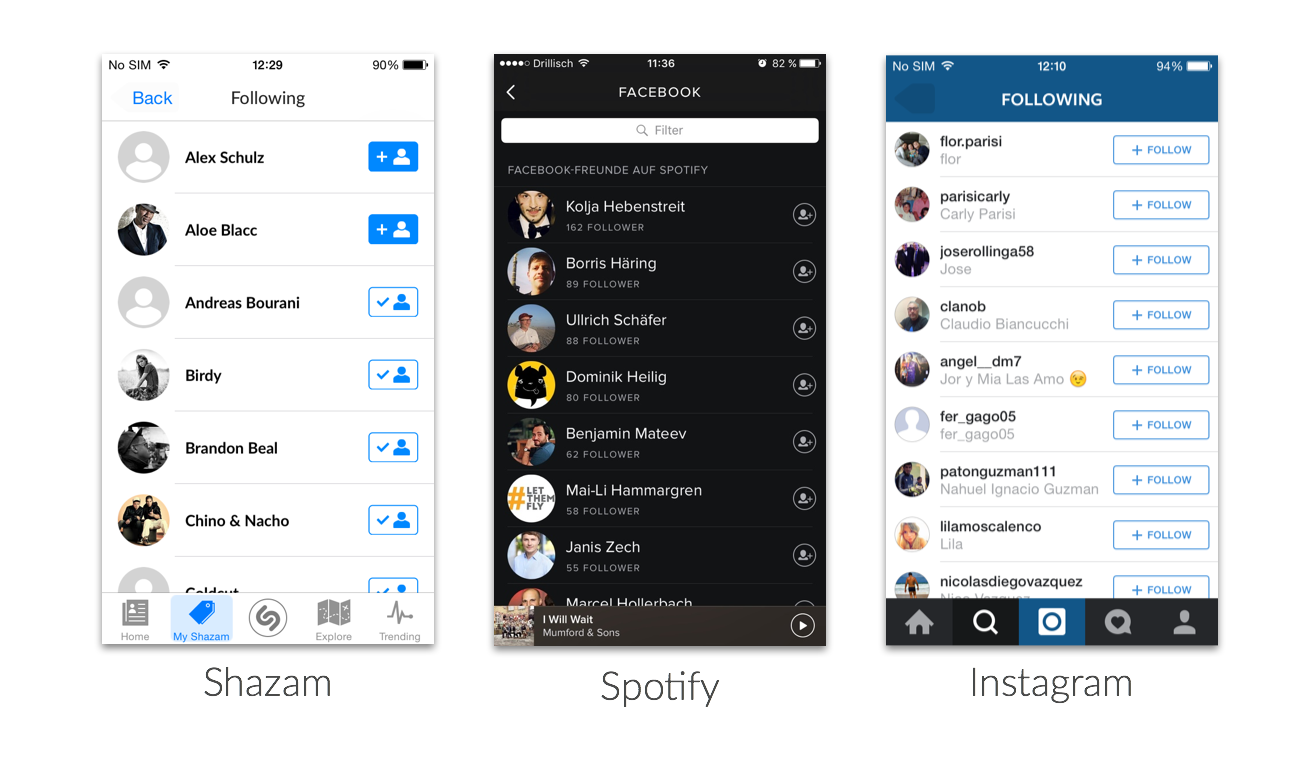 No SIM 12:29 90%
Back Following
Alex Schulz
Aloe Blacc
Andreas Bourani
Birdy
Brandon Beal
Chino & Nacho
Coldcut
Home My Shazam Explore Trending
Shazam
Drillisch 11:36 82 %
FACEBOOK
Filter
FACEBOOK-FREUNDE AUF SPOTIFY
Kolja Hebenstreit
162 FOLLOWER
Borris Häring
89 FOLLOWER
Ullrich Schäfer
88 FOLLOWER
Dominik Heilig
80 FOLLOWER
Benjamin Mateev
62 FOLLOWER
#LET
THEM
FLY
Mai-Li Hammargren
58 FOLLOWER
Janis Zech
55 FOLLOWER
Marcel Hollerbach
I Will Wait
Mumford & Sons
Spotify
No SIM 12:10 94%
FOLLOWING
flor.parisi
flor
+ FOLLOW
parisicarly
Carly Parisi
+ FOLLOW
joserollinga58
Jose
+ FOLLOW
clanob
Claudio Biancucchi
+ FOLLOW
angel__dm7
Jor y Mia Las Amo 😉
+ FOLLOW
fer_gago05
fer_gago05
+ FOLLOW
patonguzman111
Nahuel Ignacio Guzman
+ FOLLOW
lilamoscalenco
Lila
+ FOLLOW
nicolasdiegovazquez
Nico Vazquez
+ FOLLOW
Instagram